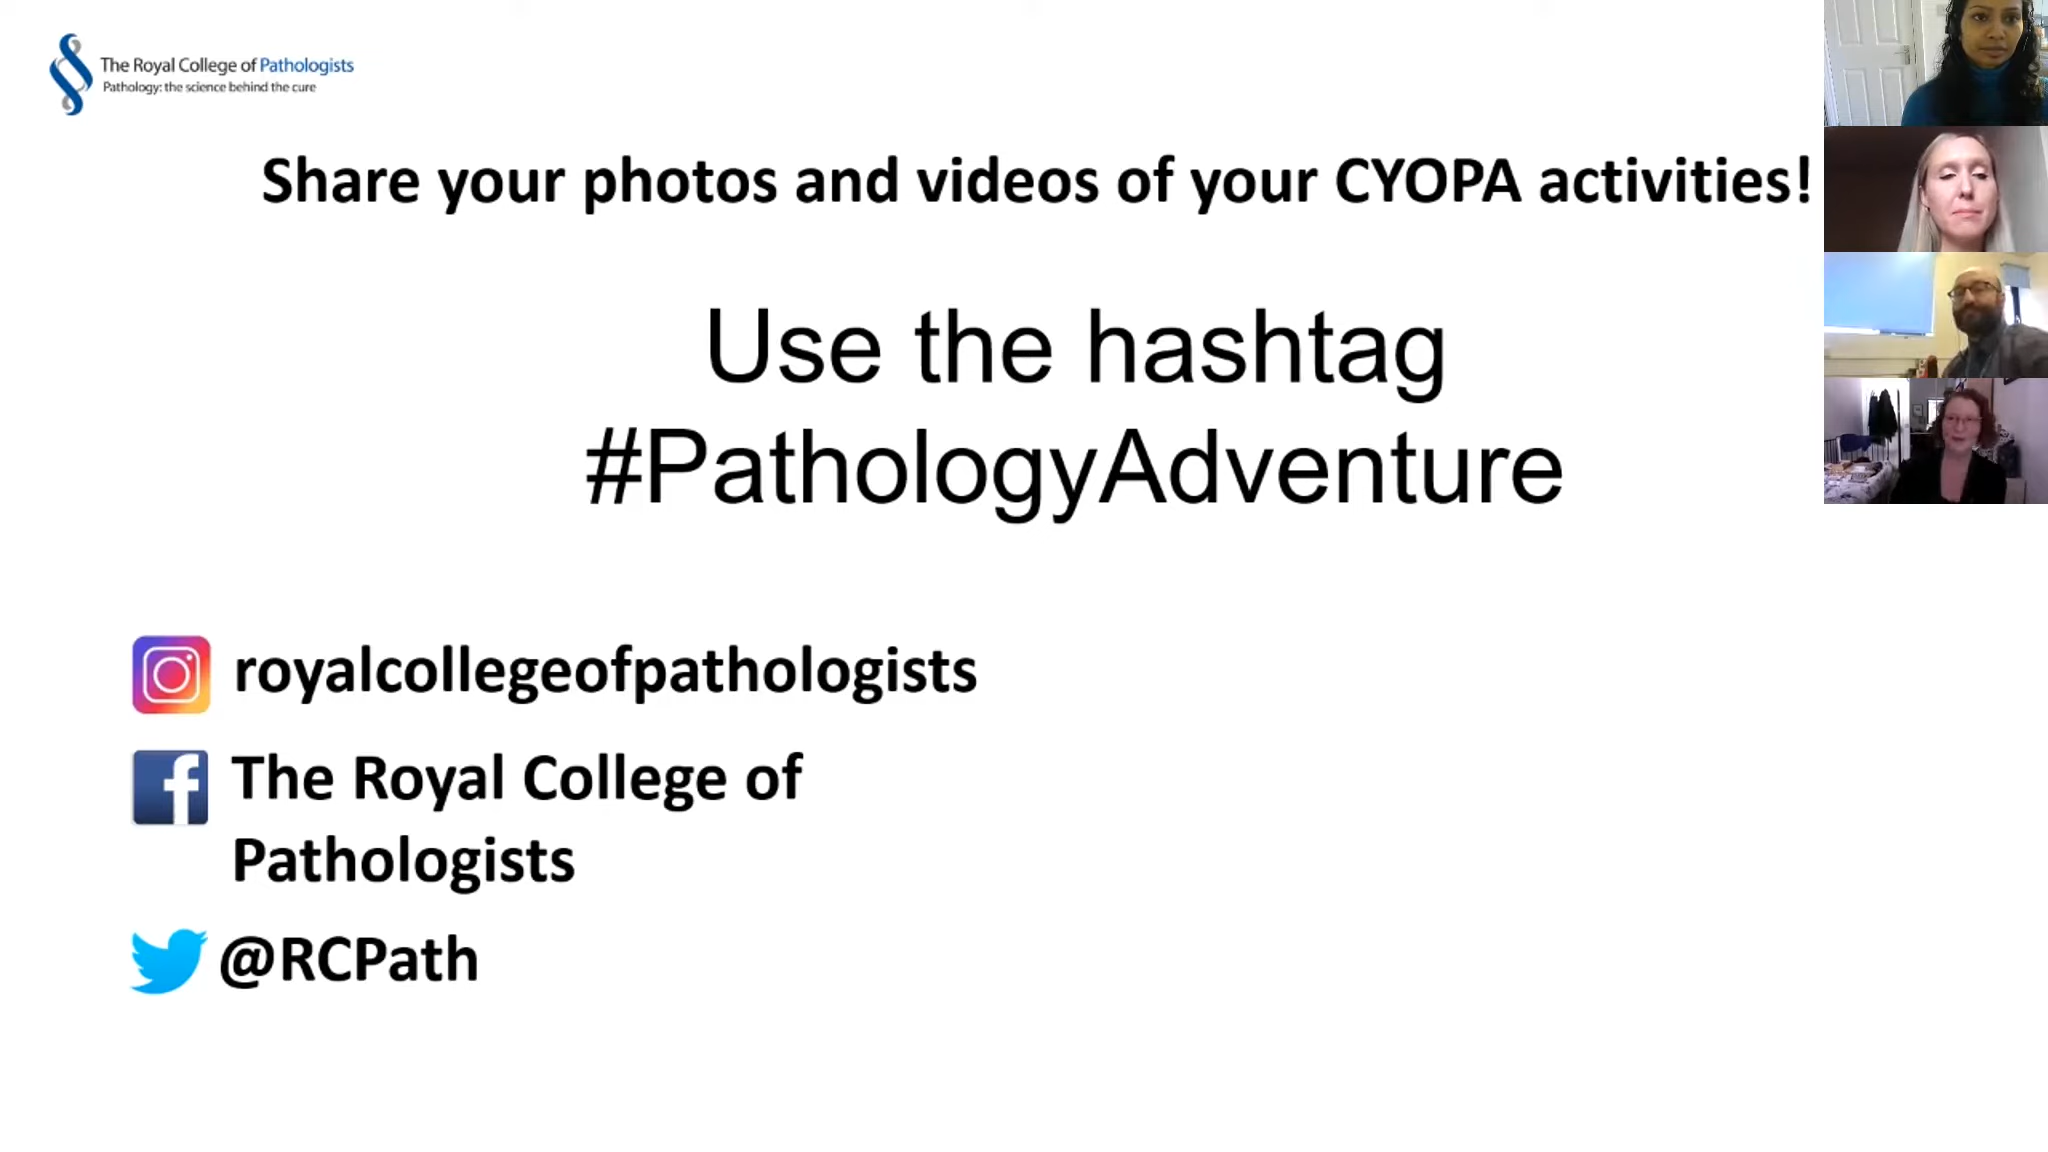 The Royal College of Pathologists
Pathology: the science behind the cure
Share your photos and videos of your CYOPA activities!
Use the hashtag
#PathologyAdventure
royalcollegeofpathologists
The Royal College of
Pathologists
@RCPath